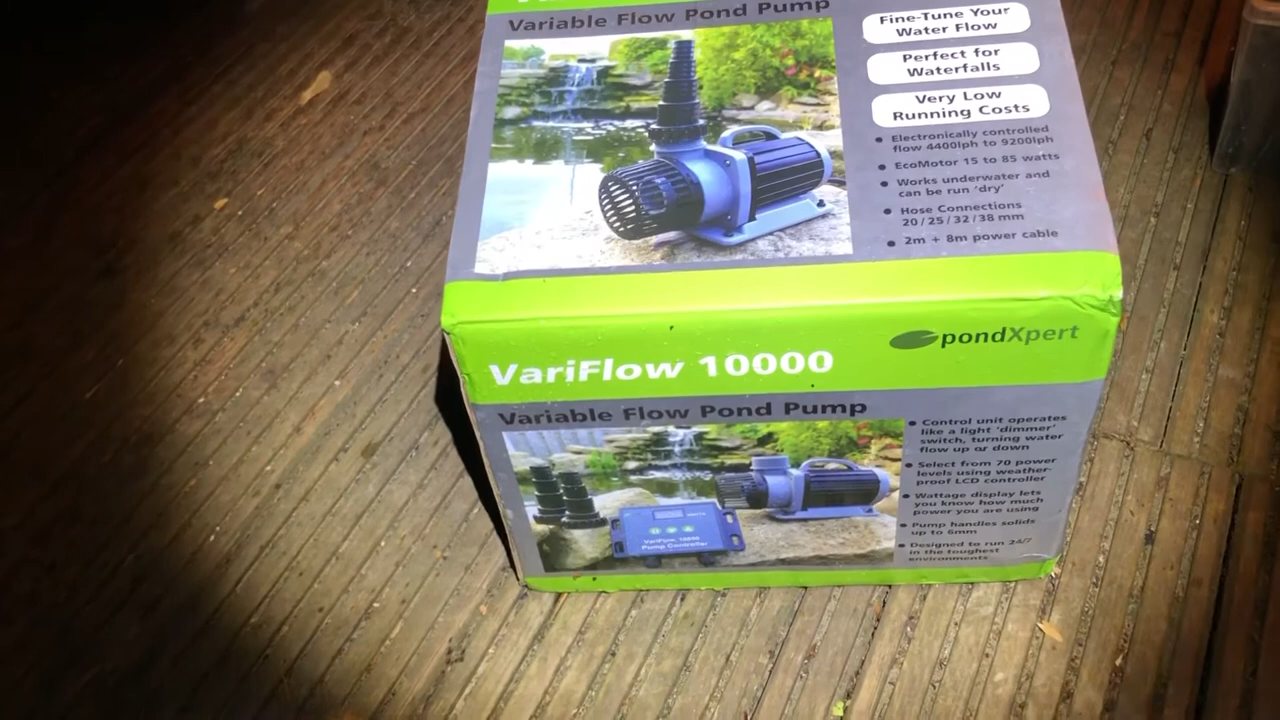 Variable Flow Pond Pump
Fine-Tune Your
Water Flow
Perfect for
Waterfalls
Very Low
Running Costs
• Electronically controlled
flow 4400lph to 9200lph
• EcoMotor 15 to 85 watts
• Works underwater and
can be run ‘dry’
• Hose Connections
20/25/32/38 mm
• 2m + 8m power cable
pondXpert
VariFlow 10000
Variable Flow Pond Pump
• Control unit operates
like a light ‘dimmer’
switch, turning water
flow up or down
• Select from 70 power
levels using weather-
proof LCD controller
• Wattage display lets
you know how much
power you are using
• Pump handles solids
up to 6mm
• Designed to run 24/7
in the toughest
environments
WATTS
VariFlow 10000
Pump Controller